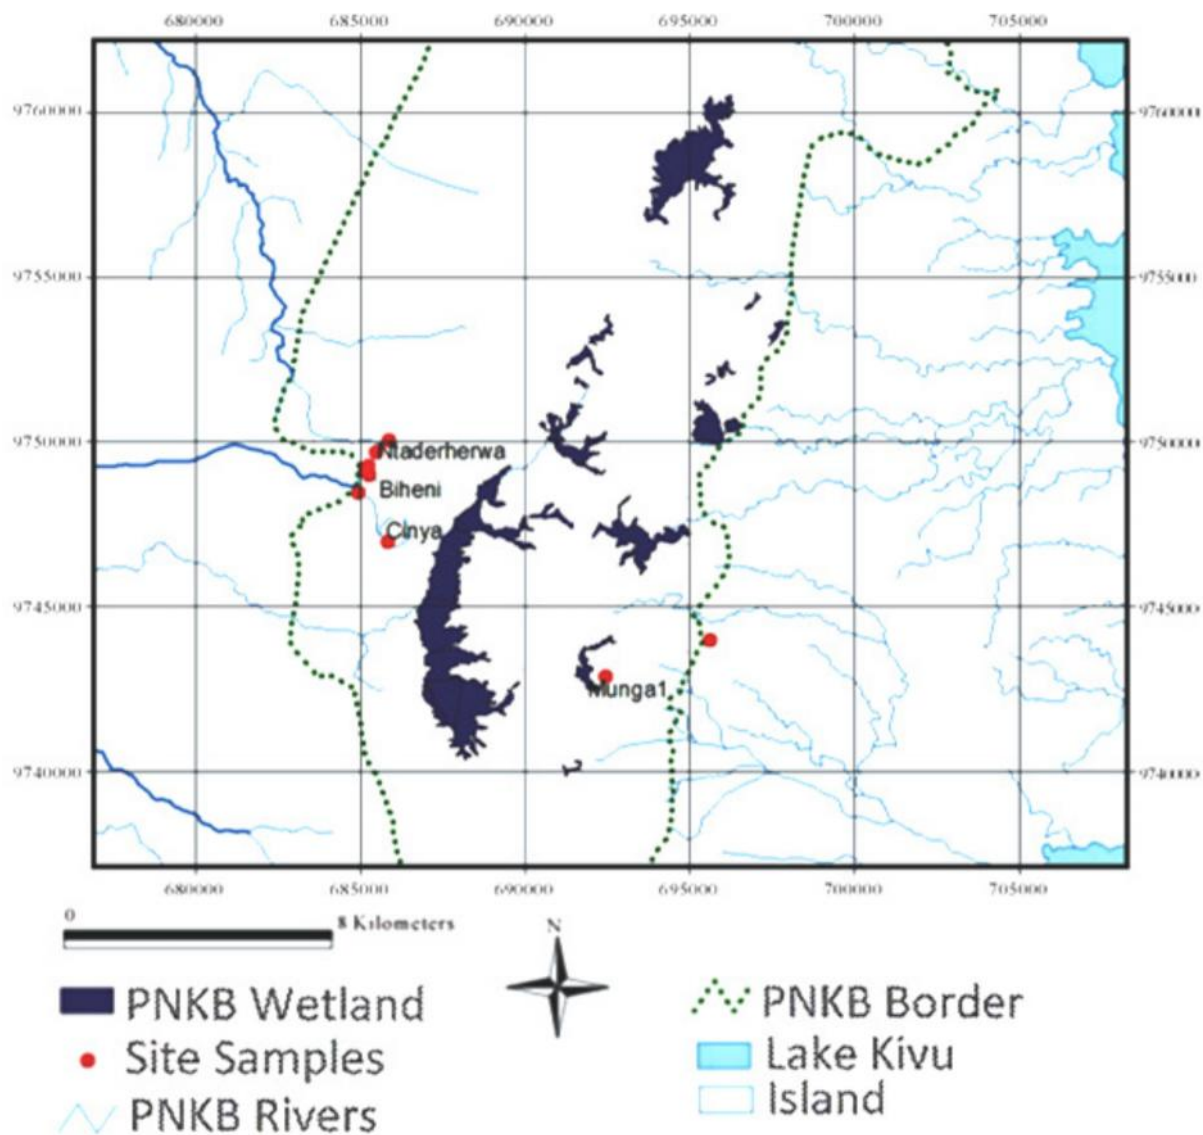 680000 685000 690000 695000 700000 705000
9760000 9760000
9755000 9755000
9750000 9750000
Ntaderherwa
Biheni
Cinya
9745000 9745000
Munga1
9740000 9740000
680000 685000 690000 695000 700000 705000
0 8 Kilometers
N
PNKB Wetland
Site Samples
PNKB Rivers
PNKB Border
Lake Kivu
Island